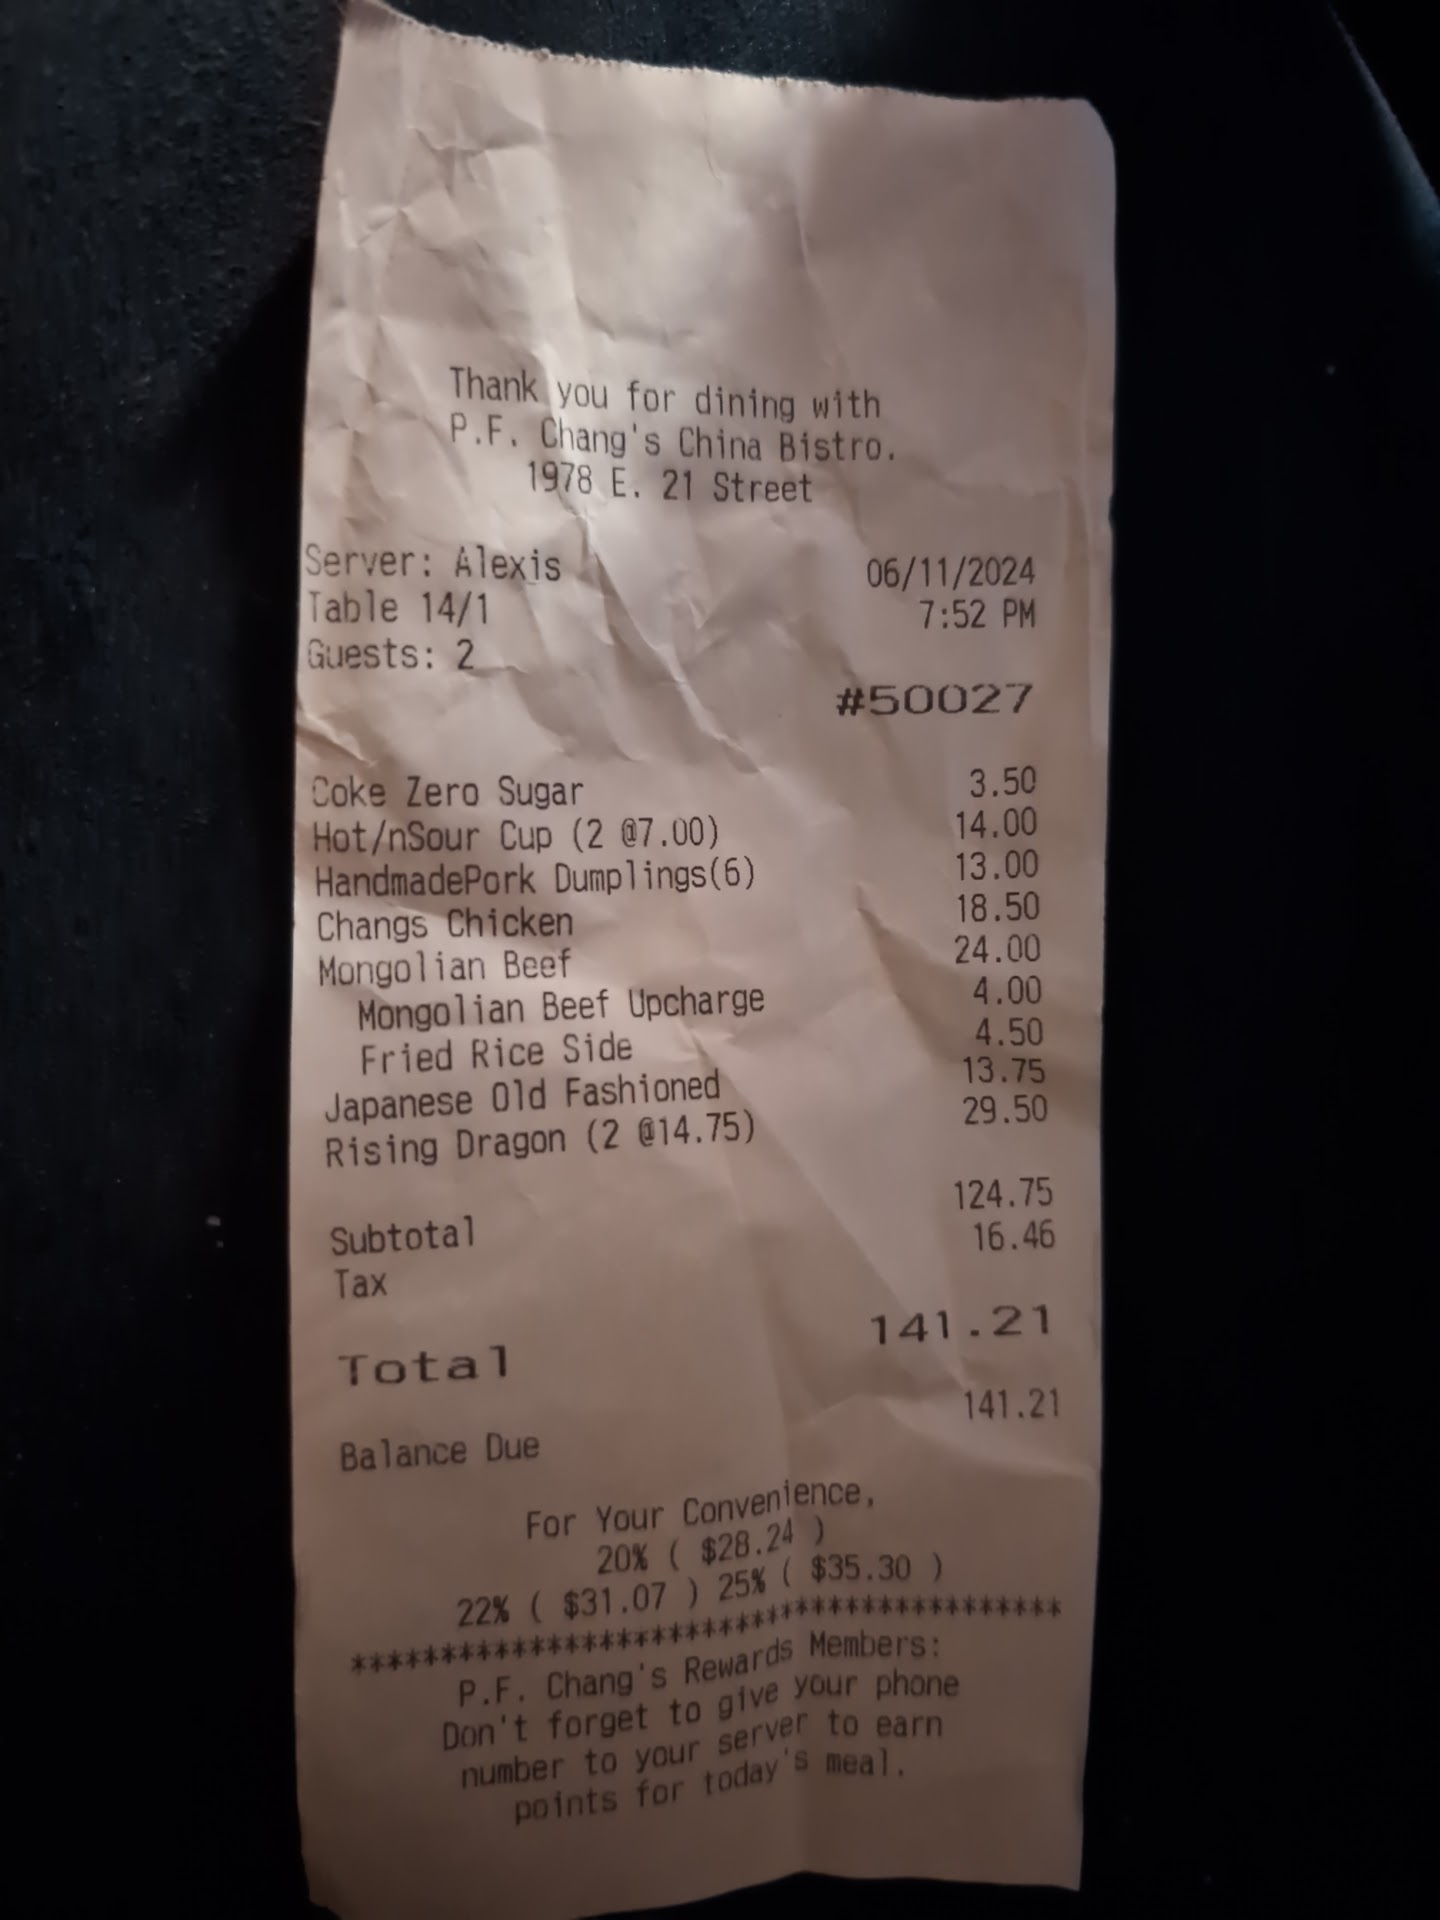 Thank you for dining with
P.F. Chang's China Bistro.
1978 E. 21 Street
Server: Alexis 06/11/2024
Table 14/1 7:52 PM
Guests: 2
#50027
Coke Zero Sugar 3.50
Hot/nSour Cup (2 @7.00) 14.00
HandmadePork Dumplings(6) 13.00
Changs Chicken 18.50
Mongolian Beef 24.00
Mongolian Beef Upcharge 4.00
Fried Rice Side 4.50
Japanese Old Fashioned 13.75
Rising Dragon (2 @14.75) 29.50
Subtotal 124.75
Tax 16.46
Total 141.21
Balance Due 141.21
For Your Convenience,
20% ( $28.24 )
22% ( $31.07 ) 25% ( $35.30 )
****************************************
P.F. Chang's Rewards Members:
Don't forget to give your phone
number to your server to earn
points for today's meal.